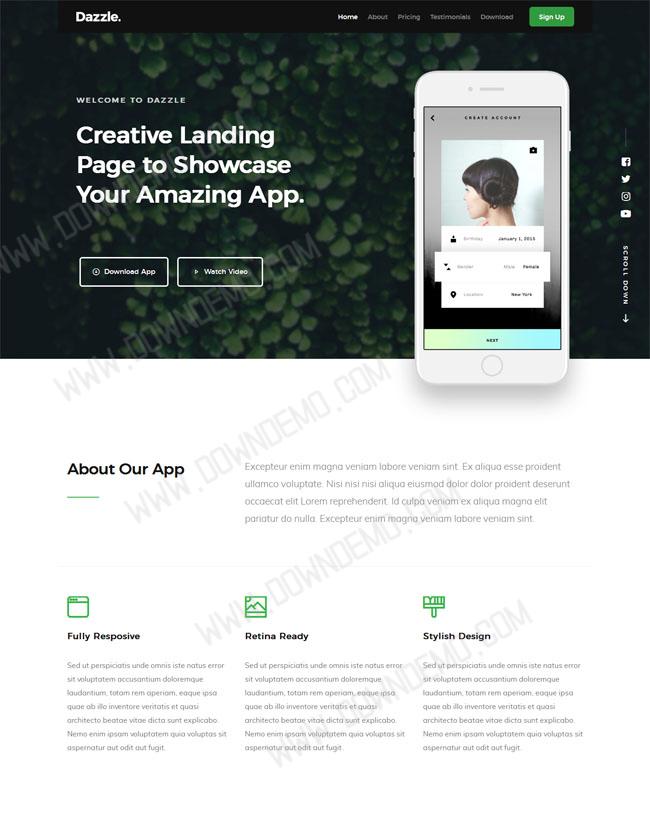 Dazzle.
Home About Pricing Testimonials Download Sign Up
WELCOME TO DAZZLE
Creative Landing
Page to Showcase
Your Amazing App.
Download App Watch Video
CREATE ACCOUNT
Birthday January 1, 2015
Gender Male Female
Location New York
NEXT
SCROLL DOWN
About Our App
Excepteur enim magna veniam labore veniam sint. Ex aliqua esse proident
ullamco voluptate. Nisi nisi nisi aliqua eiusmod dolor dolor proident deserunt
occaecat elit Lorem reprehenderit. Id culpa veniam ex aliqua magna elit
pariatur do nulla. Excepteur enim magna veniam labore veniam sint.
Fully Resposive
Sed ut perspiciatis unde omnis iste natus error
sit voluptatem accusantium doloremque
laudantium, totam rem aperiam, eaque ipsa
quae ab illo inventore veritatis et quasi
architecto beatae vitae dicta sunt explicabo.
Nemo enim ipsam voluptatem quia voluptas sit
aspernatur aut odit aut fugit.
Retina Ready
Sed ut perspiciatis unde omnis iste natus error
sit voluptatem accusantium doloremque
laudantium, totam rem aperiam, eaque ipsa
quae ab illo inventore veritatis et quasi
architecto beatae vitae dicta sunt explicabo.
Nemo enim ipsam voluptatem quia voluptas sit
aspernatur aut odit aut fugit.
Stylish Design
Sed ut perspiciatis unde omnis iste natus error
sit voluptatem accusantium doloremque
laudantium, totam rem aperiam, eaque ipsa
quae ab illo inventore veritatis et quasi
architecto beatae vitae dicta sunt explicabo.
Nemo enim ipsam voluptatem quia voluptas sit
aspernatur aut odit aut fugit.
WWW.DOWNDEMO.COM
WWW.DOWNDEMO.COM
WWW.DOWNDEMO.COM
WWW.DOWNDEMO.COM
WWW.DOWNDEMO.COM